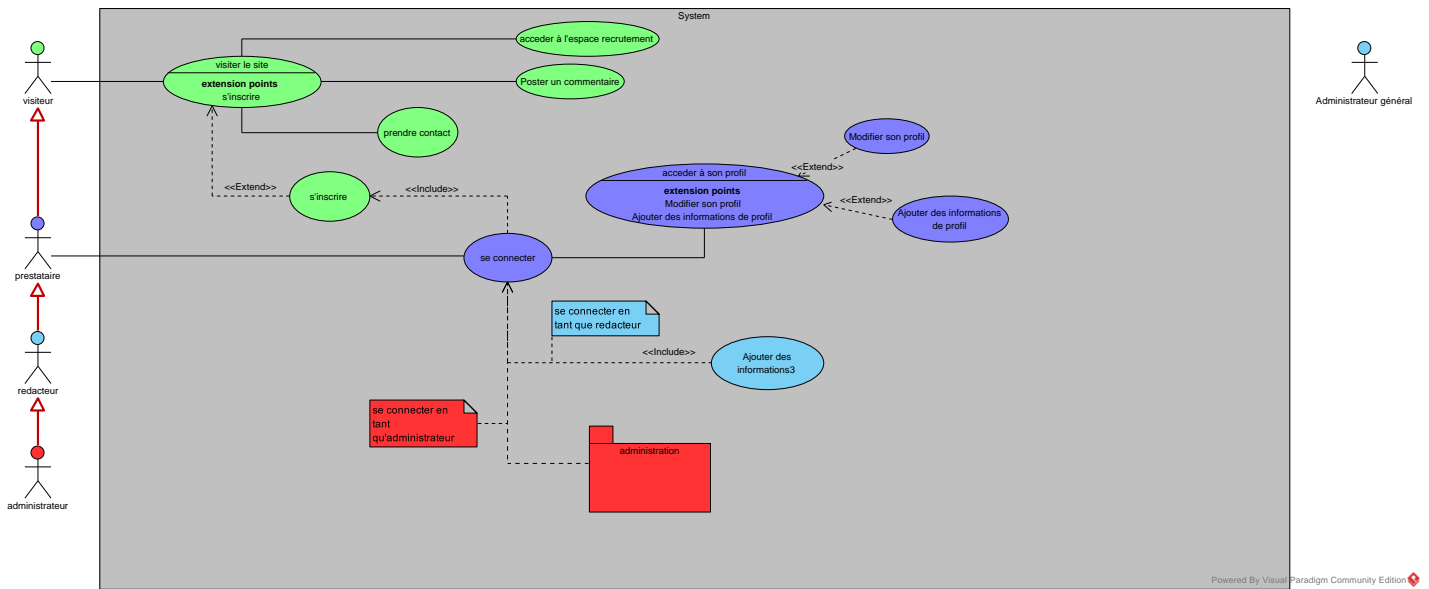 System
acceder à l'espace recrutement
visiter le site
extension points
s'inscrire
Poster un commentaire
visiteur
Administrateur général
prendre contact
Modifier son profil
<<Extend>>
acceder à son profil
extension points
Modifier son profil
Ajouter des informations de profil
<<Extend>>
<<Include>>
s'inscrire
<<Extend>>
Ajouter des informations
de profil
se connecter
prestataire
se connecter en
tant que redacteur
<<Include>>
Ajouter des
informations3
redacteur
se connecter en
tant
qu'administrateur
administration
administrateur
Powered By Visual Paradigm Community Edition